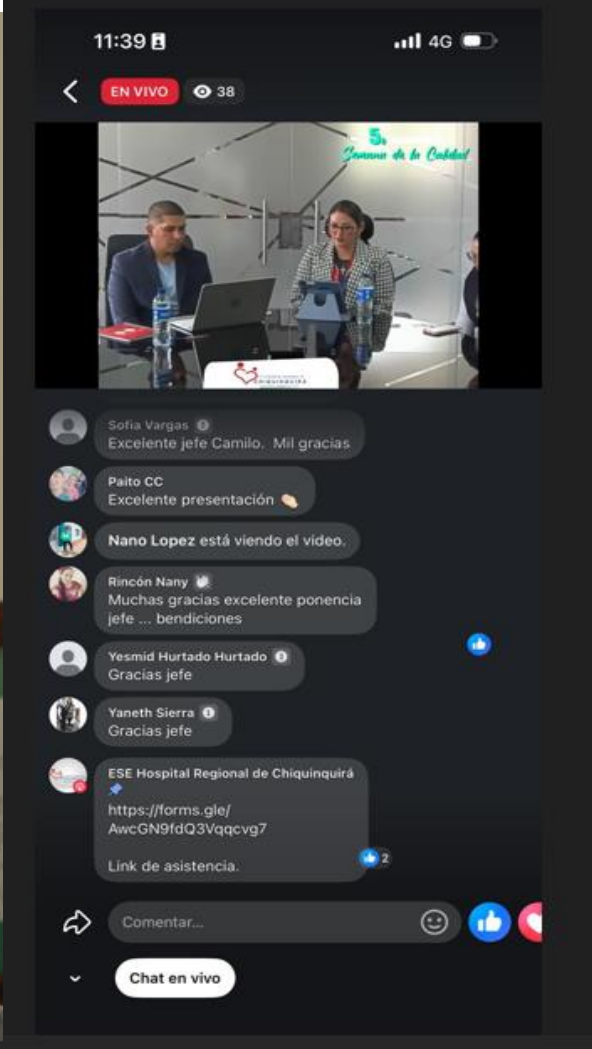 11:39
4G
EN VIVO
38
5.
Semana de la Calidad
CHIQUINQUIRÁ
Sofia Vargas
Excelente jefe Camilo. Mil gracias
Paito CC
Excelente presentación
Nano Lopez está viendo el video.
Rincón Nany
Muchas gracias excelente ponencia
jefe ... bendiciones
Yesmid Hurtado Hurtado
Gracias jefe
Yaneth Sierra
Gracias jefe
ESE Hospital Regional de Chiquinquirá
https://forms.gle/
AwcGN9fdQ3Vqqcvg7
Link de asistencia.
2
Comentar...
Chat en vivo